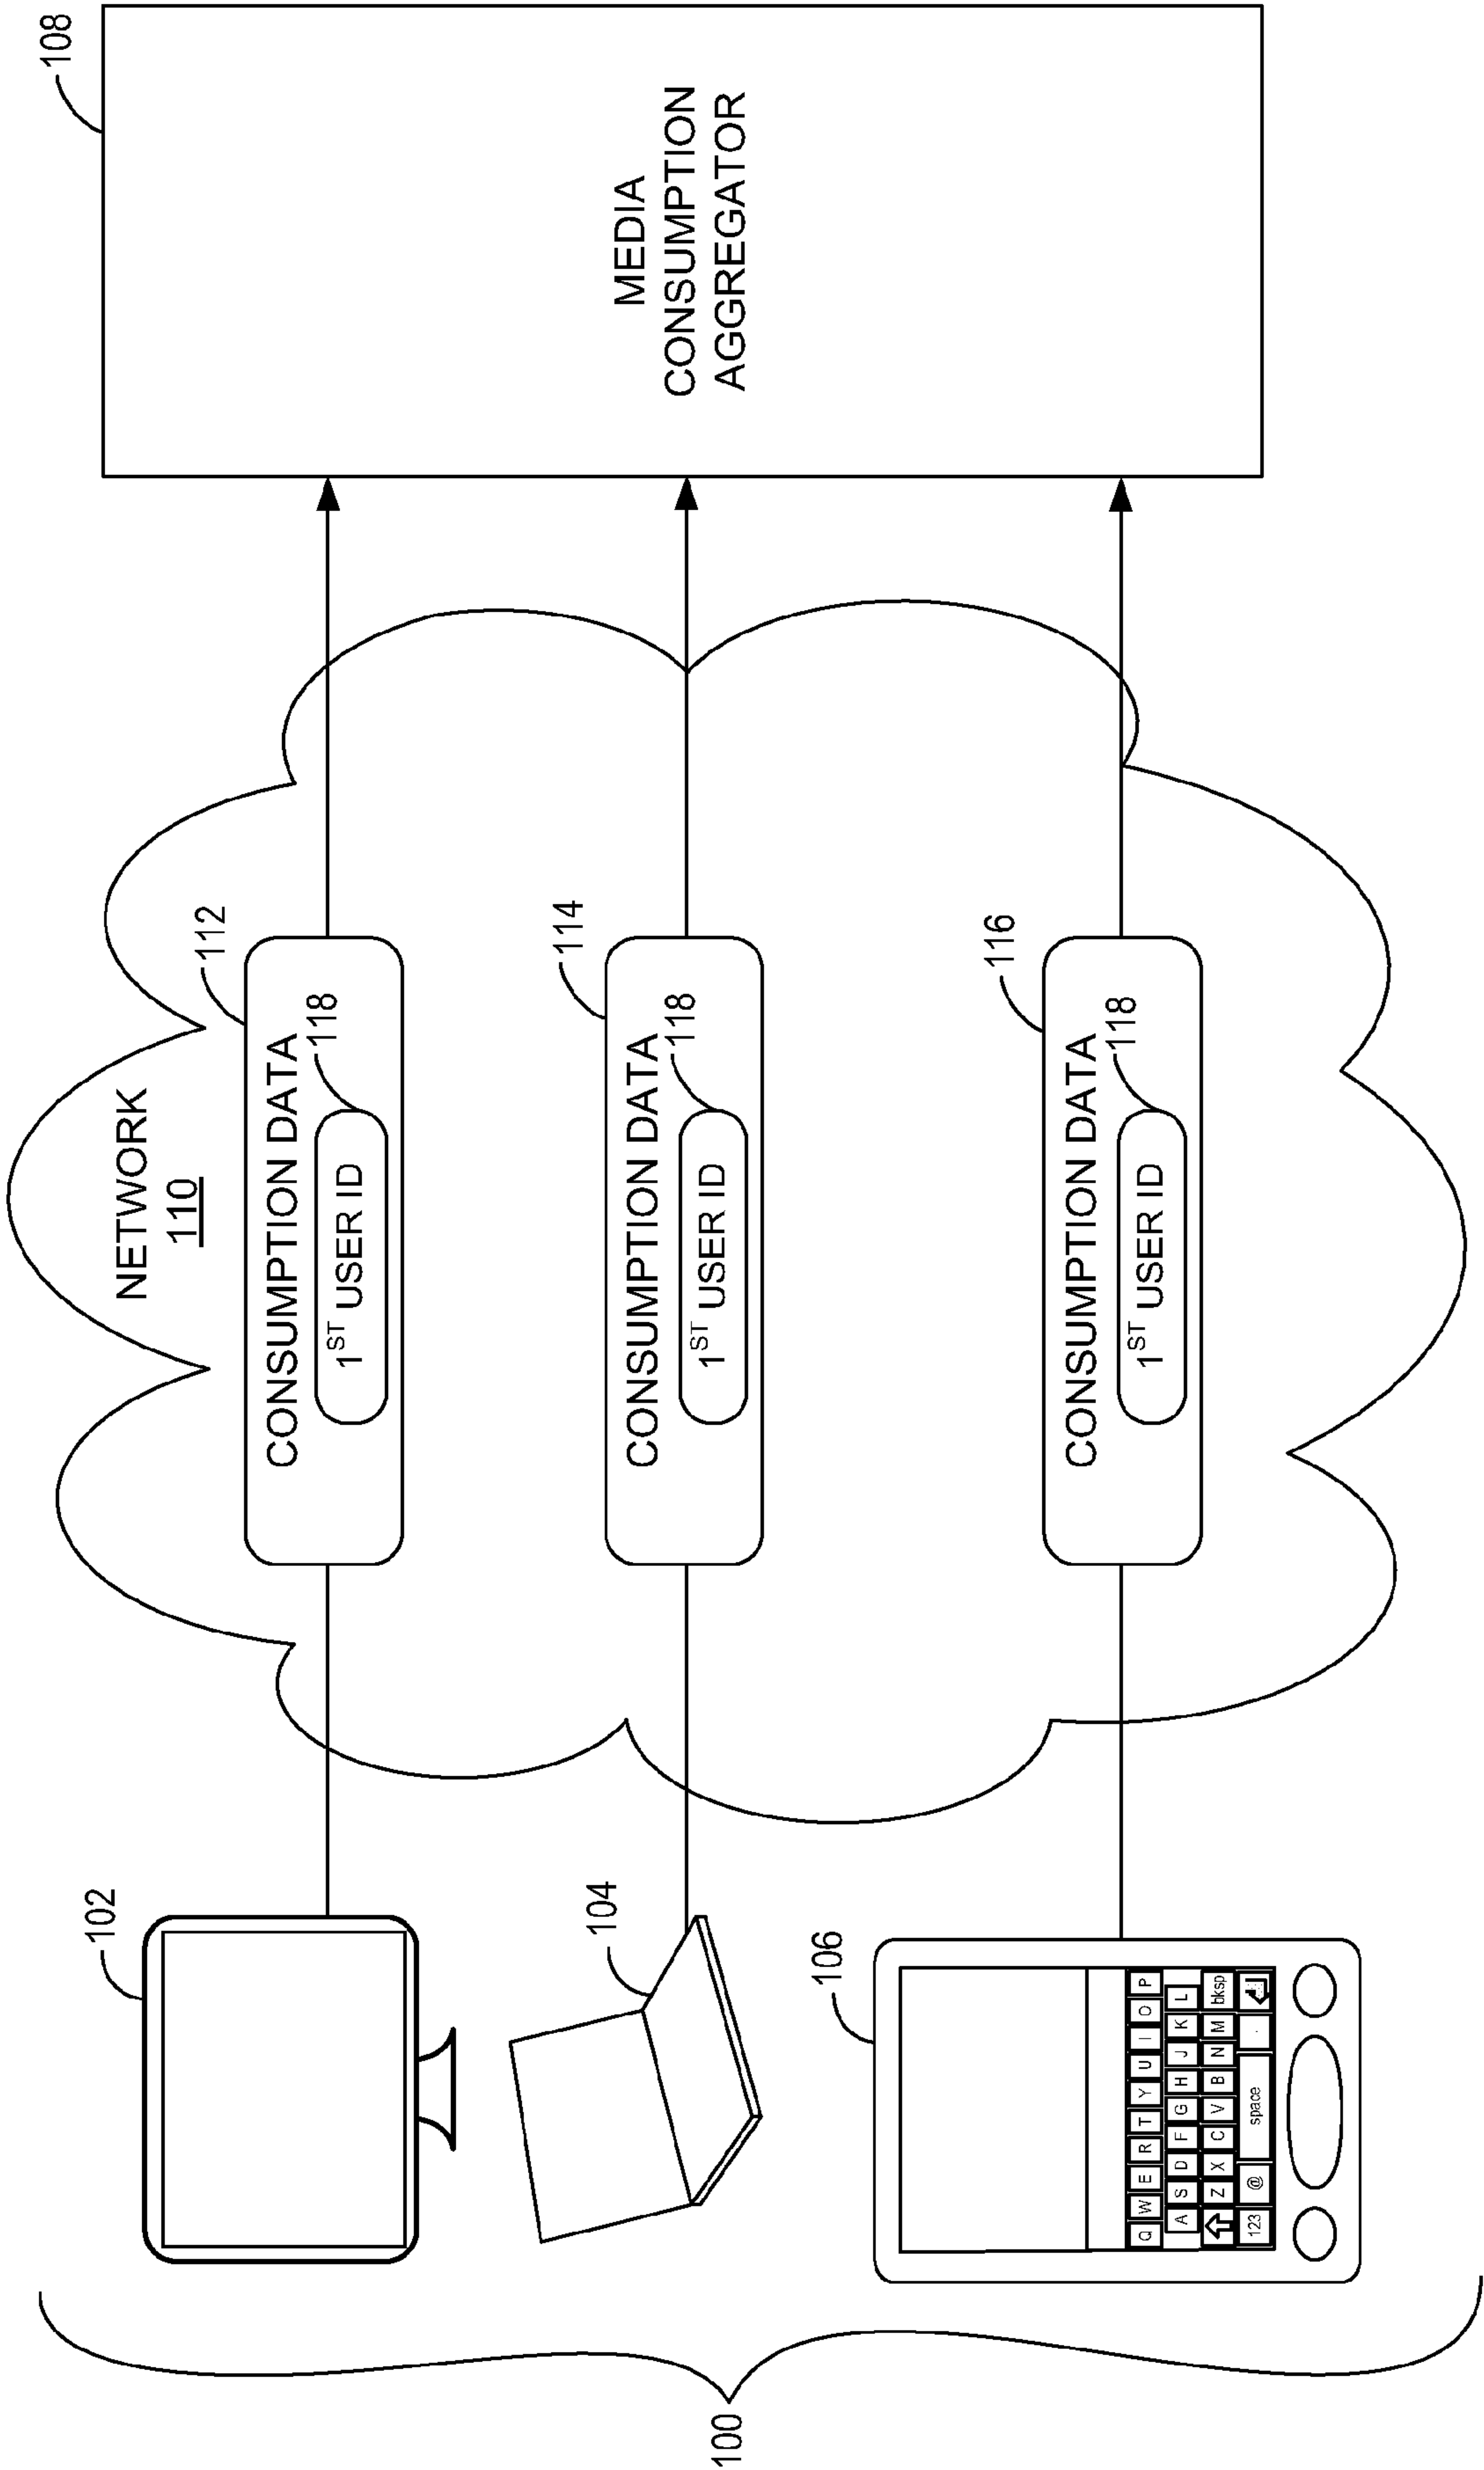 100
102
104
106
Q W E R T Y U I O P
A S D F G H J K L
Z X C V B N M bksp
123 @ space .
NETWORK
110
112
CONSUMPTION DATA
118
1ST USER ID
114
CONSUMPTION DATA
118
1ST USER ID
116
CONSUMPTION DATA
118
1ST USER ID
108
MEDIA
CONSUMPTION
AGGREGATOR